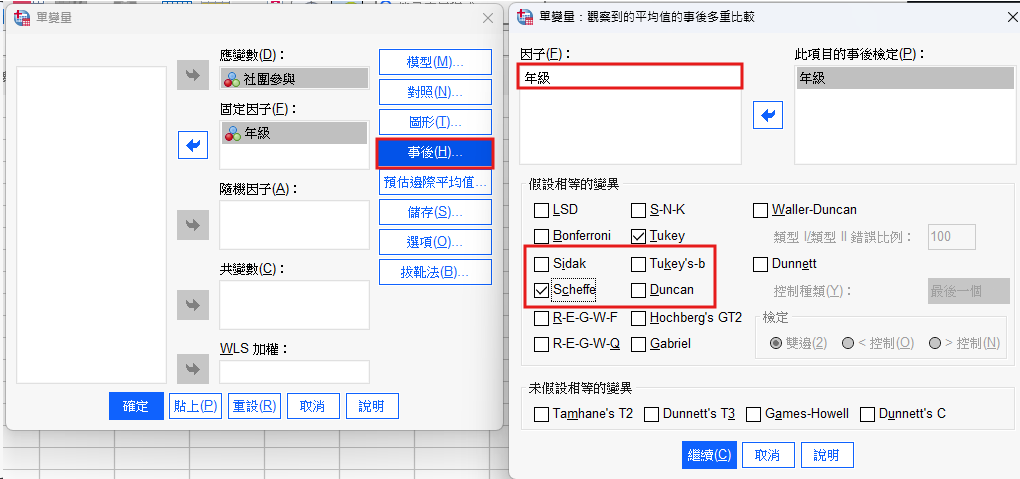 單變量
應變數(D)：
社團參與
固定因子(F)：
年級
隨機因子(A)：
共變數(C)：
WLS 加權：
模型(M)...
對照(N)...
圖形(T)...
事後(H)...
預估邊際平均值...
儲存(S)...
選項(O)...
拔靴法(B)...
確定
貼上(P)
重設(R)
取消
說明
單變量：觀察到的平均值的事後多重比較
因子(F)：
年級
此項目的事後檢定(P)：
年級
假設相等的變異
LSD
S-N-K
Waller-Duncan
Bonferroni
Tukey
類型 I/類型 II 錯誤比例：
100
Sidak
Tukey's-b
Dunnett
Scheffe
Duncan
控制種類(Y)：
最後一個
R-E-G-W-F
Hochberg's GT2
檢定
R-E-G-W-Q
Gabriel
雙邊(2)
< 控制(O)
> 控制(N)
未假設相等的變異
Tamhane's T2
Dunnett's T3
Games-Howell
Dunnett's C
繼續(C)
取消
說明